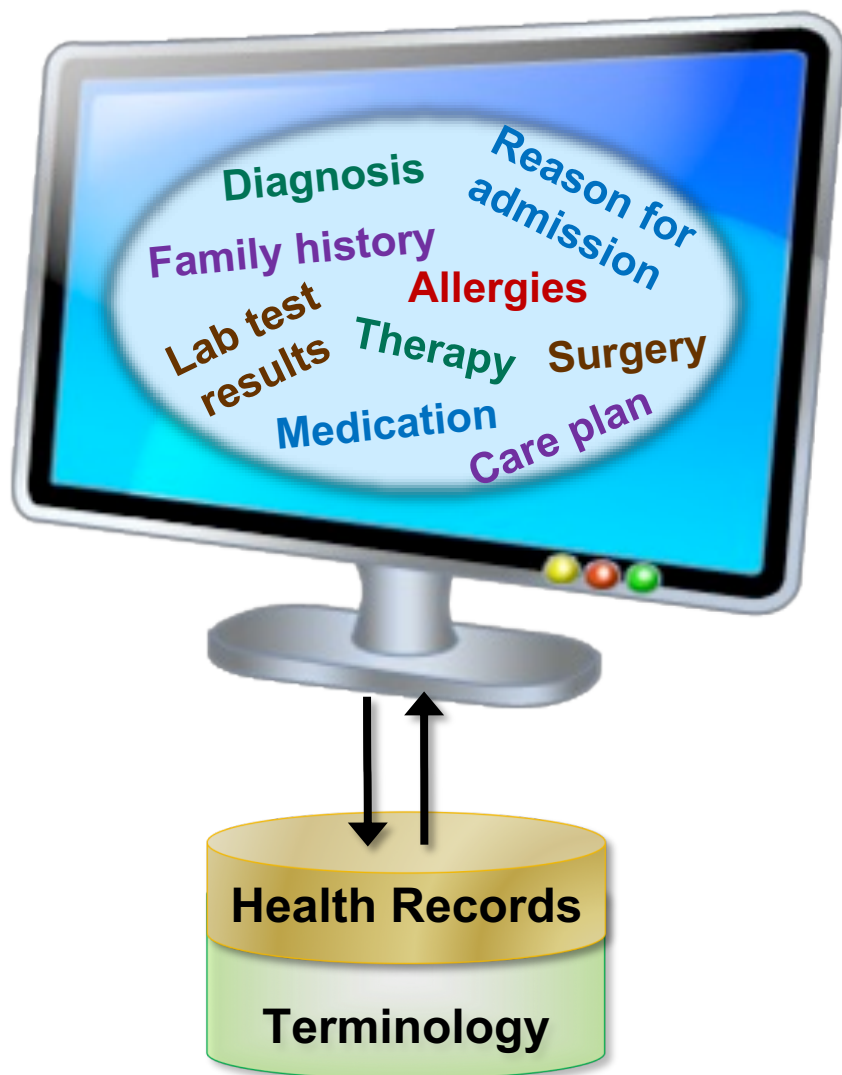 Diagnosis
Reason for
admission
Family history
Allergies
Lab test
results
Therapy
Surgery
Medication
Care plan
Health Records
Terminology